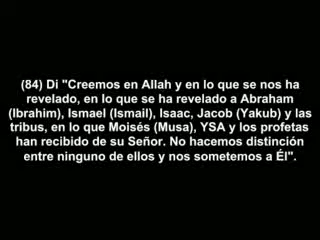 (84) Di "Creemos en Allah y en lo que se nos ha
revelado, en lo que se ha revelado a Abraham
(Ibrahim), Ismael (Ismail), Isaac, Jacob (Yakub) y las
tribus, en lo que Moisés (Musa), YSA y los profetas
han recibido de su Señor. No hacemos distinción
entre ninguno de ellos y nos sometemos a Él".